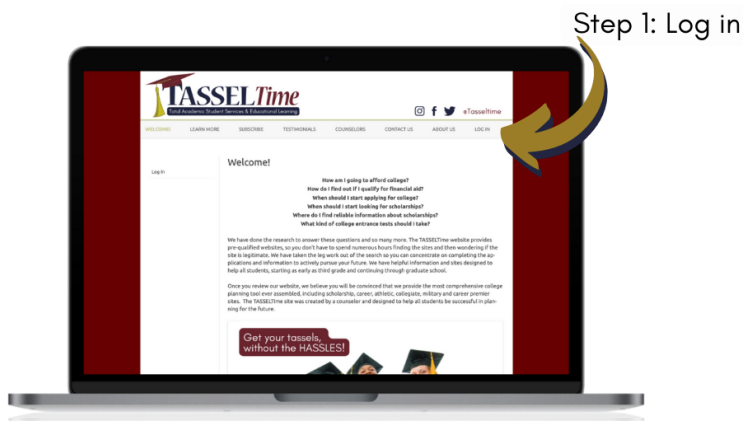 Step 1: Log in
TASSELTime
Total Academic Student Services & Educational Learning
@Tasseltime
WELCOME! LEARN MORE SUBSCRIBE TESTIMONIALS COUNSELORS CONTACT US ABOUT US LOG IN
Log In
Welcome!
How am I going to afford college?
How do I find out if I qualify for financial aid?
When should I start applying for college?
When should I start looking for scholarships?
Where do I find reliable information about scholarships?
What kind of college entrance tests should I take?
We have done the research to answer these questions and so many more. The TASSELTime website provides
pre-qualified websites, so you don't have to spend numerous hours finding the sites and then wondering if the
site is legitimate. We have taken the leg work out of the search so you can concentrate on completing the ap-
plications and information to actively pursue your future. We have helpful information and sites designed to
help all students, starting as early as third grade and continuing through graduate school.
Once you review our website, we believe you will be convinced that we provide the most comprehensive college
planning tool ever assembled, including scholarship, career, athletic, collegiate, military and career premier
sites. The TASSELTime site was created by a counselor and designed to help all students be successful in plan-
ning for the future.
Get your tassels,
without the HASSLES!